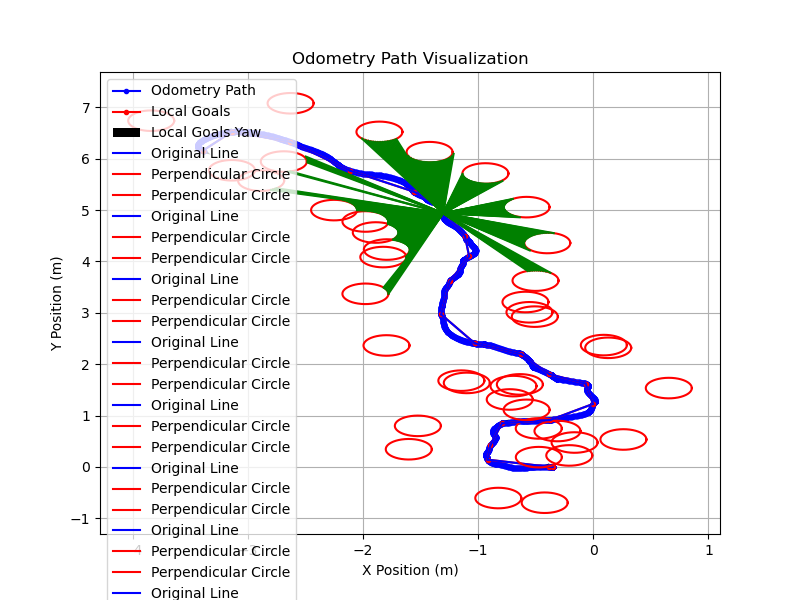 Odometry Path Visualization
Y Position (m)
7
6
5
4
3
2
1
0
−1
Odometry Path
Local Goals
Local Goals Yaw
Original Line
Perpendicular Circle
Perpendicular Circle
Original Line
Perpendicular Circle
Perpendicular Circle
Original Line
Perpendicular Circle
Perpendicular Circle
Original Line
Perpendicular Circle
Perpendicular Circle
Original Line
Perpendicular Circle
Perpendicular Circle
Original Line
Perpendicular Circle
Perpendicular Circle
Original Line
Perpendicular Circle
Perpendicular Circle
Original Line
−2 −1 0 1
X Position (m)